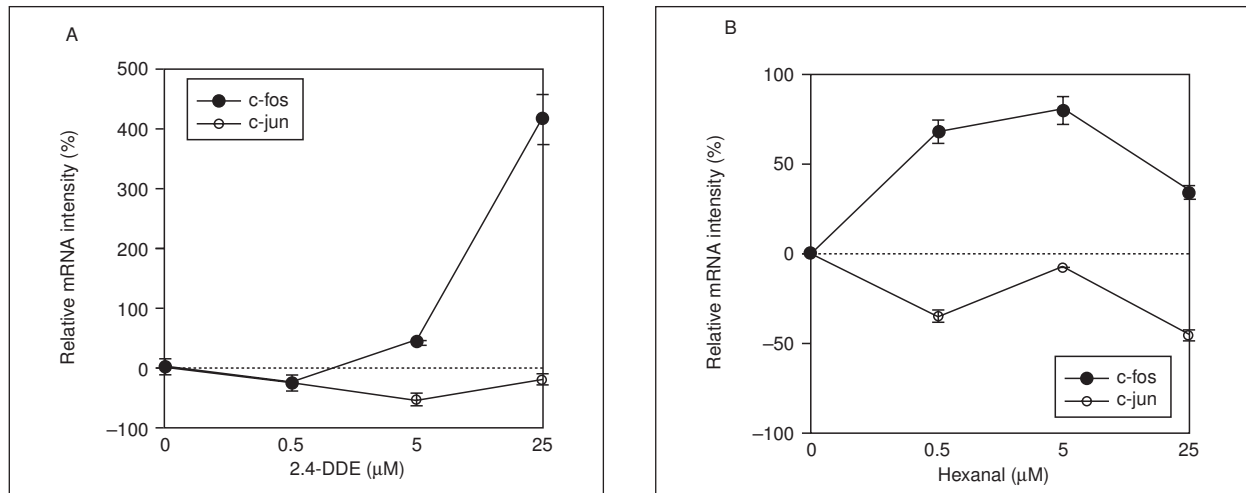 A
Relative mRNA intensity (%)
500
400
300
200
100
0
–100
c-fos
c-jun
0 0.5 5 25
2.4-DDE (μM)
B
Relative mRNA intensity (%)
100
50
0
–50
–100
c-fos
c-jun
0 0.5 5 25
Hexanal (μM)